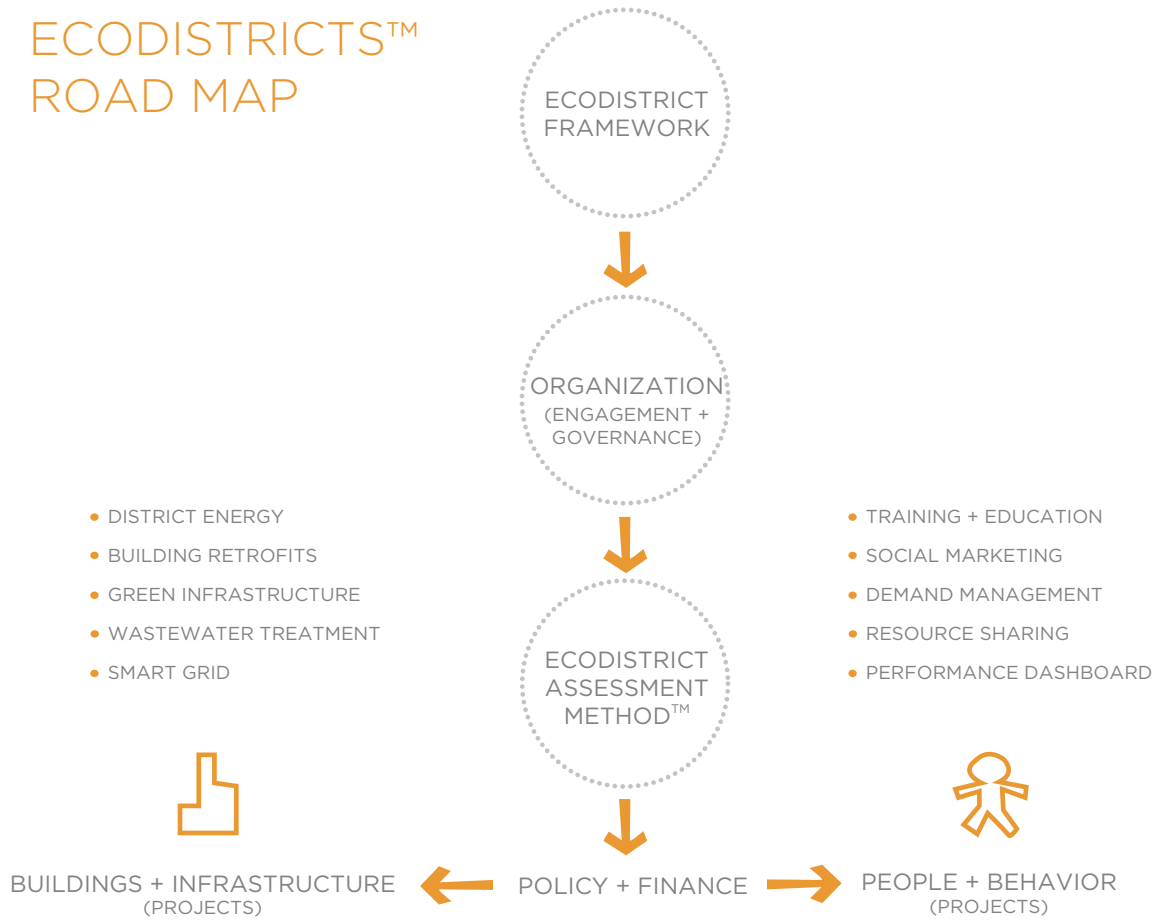 ECODISTRICTS™
ROAD MAP
ECODISTRICT
FRAMEWORK
ORGANIZATION
(ENGAGEMENT +
GOVERNANCE)
• DISTRICT ENERGY
• BUILDING RETROFITS
• GREEN INFRASTRUCTURE
• WASTEWATER TREATMENT
• SMART GRID
ECODISTRICT
ASSESSMENT
METHOD™
• TRAINING + EDUCATION
• SOCIAL MARKETING
• DEMAND MANAGEMENT
• RESOURCE SHARING
• PERFORMANCE DASHBOARD
BUILDINGS + INFRASTRUCTURE
(PROJECTS)
POLICY + FINANCE
PEOPLE + BEHAVIOR
(PROJECTS)